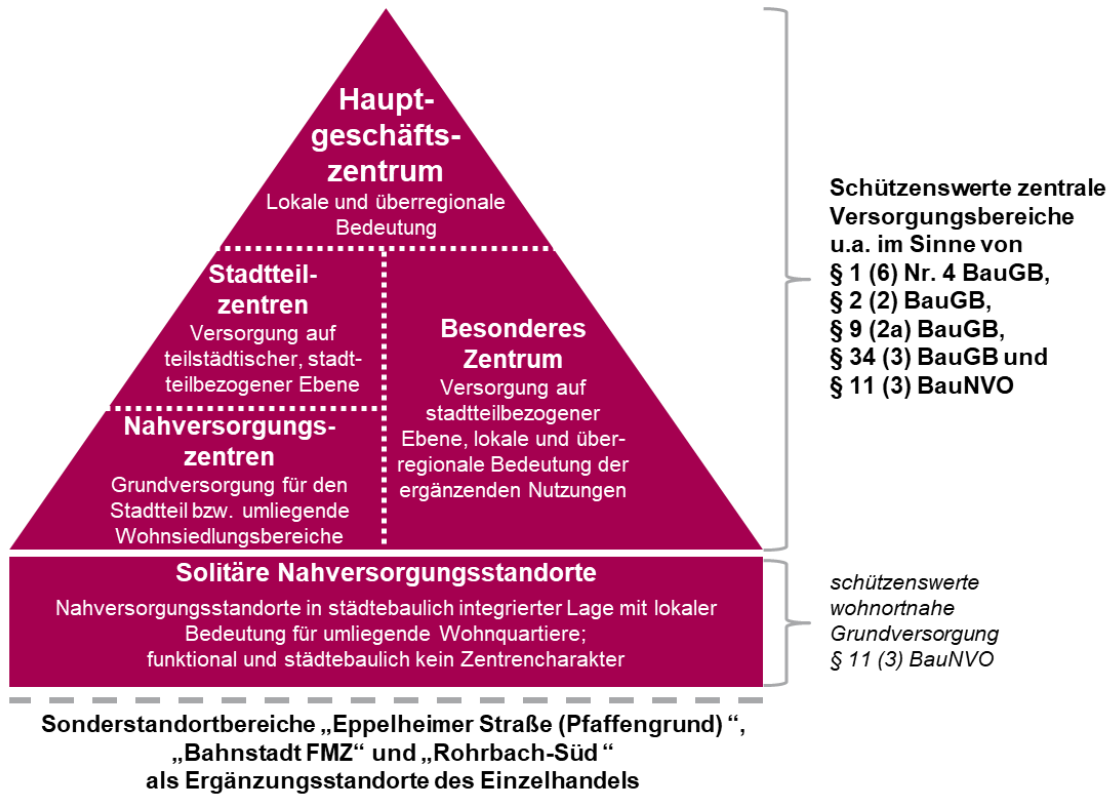 Haupt-
geschäfts-
zentrum
Lokale und überregionale
Bedeutung
Stadtteil-
zentren
Versorgung auf
teilstädtischer, stadt-
teilbezogener Ebene
Nahversorgungs-
zentren
Grundversorgung für den
Stadtteil bzw. umliegende
Wohnsiedlungsbereiche
Besonderes
Zentrum
Versorgung auf
stadtteilbezogener
Ebene, lokale und über-
regionale Bedeutung der
ergänzenden Nutzungen
Schützenswerte zentrale
Versorgungsbereiche
u.a. im Sinne von
§ 1 (6) Nr. 4 BauGB,
§ 2 (2) BauGB,
§ 9 (2a) BauGB,
§ 34 (3) BauGB und
§ 11 (3) BauNVO
Solitäre Nahversorgungsstandorte
Nahversorgungsstandorte in städtebaulich integrierter Lage mit lokaler
Bedeutung für umliegende Wohnquartiere;
funktional und städtebaulich kein Zentrencharakter
schützenswerte
wohnortnahe
Grundversorgung
§ 11 (3) BauNVO
Sonderstandortbereiche „Eppelheimer Straße (Pfaffengrund) “,
„Bahnstadt FMZ“ und „Rohrbach-Süd “
als Ergänzungsstandorte des Einzelhandels